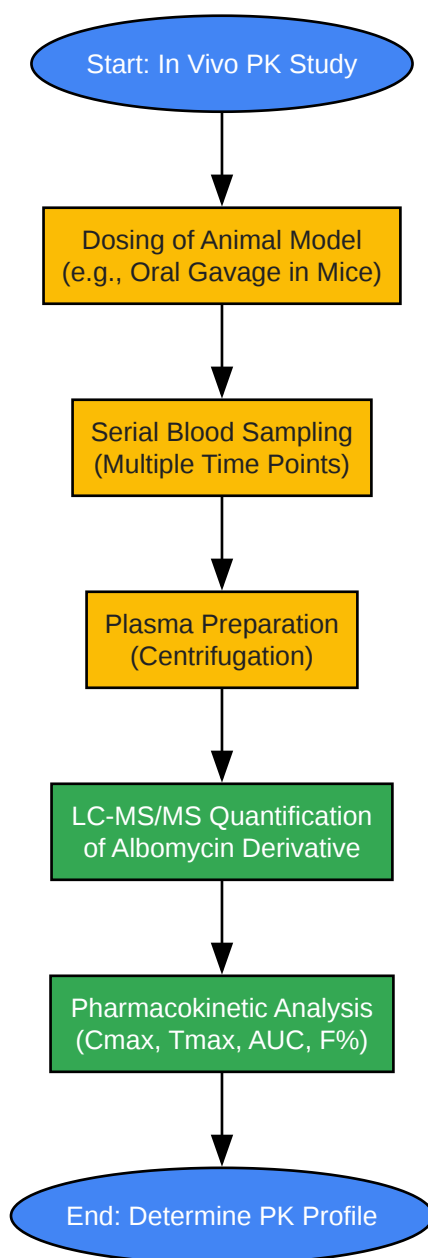 Start: In Vivo PK Study
Dosing of Animal Model
(e.g., Oral Gavage in Mice)
Serial Blood Sampling
(Multiple Time Points)
Plasma Preparation
(Centrifugation)
LC-MS/MS Quantification
of Albomycin Derivative
Pharmacokinetic Analysis
(Cmax, Tmax, AUC, F%)
End: Determine PK Profile